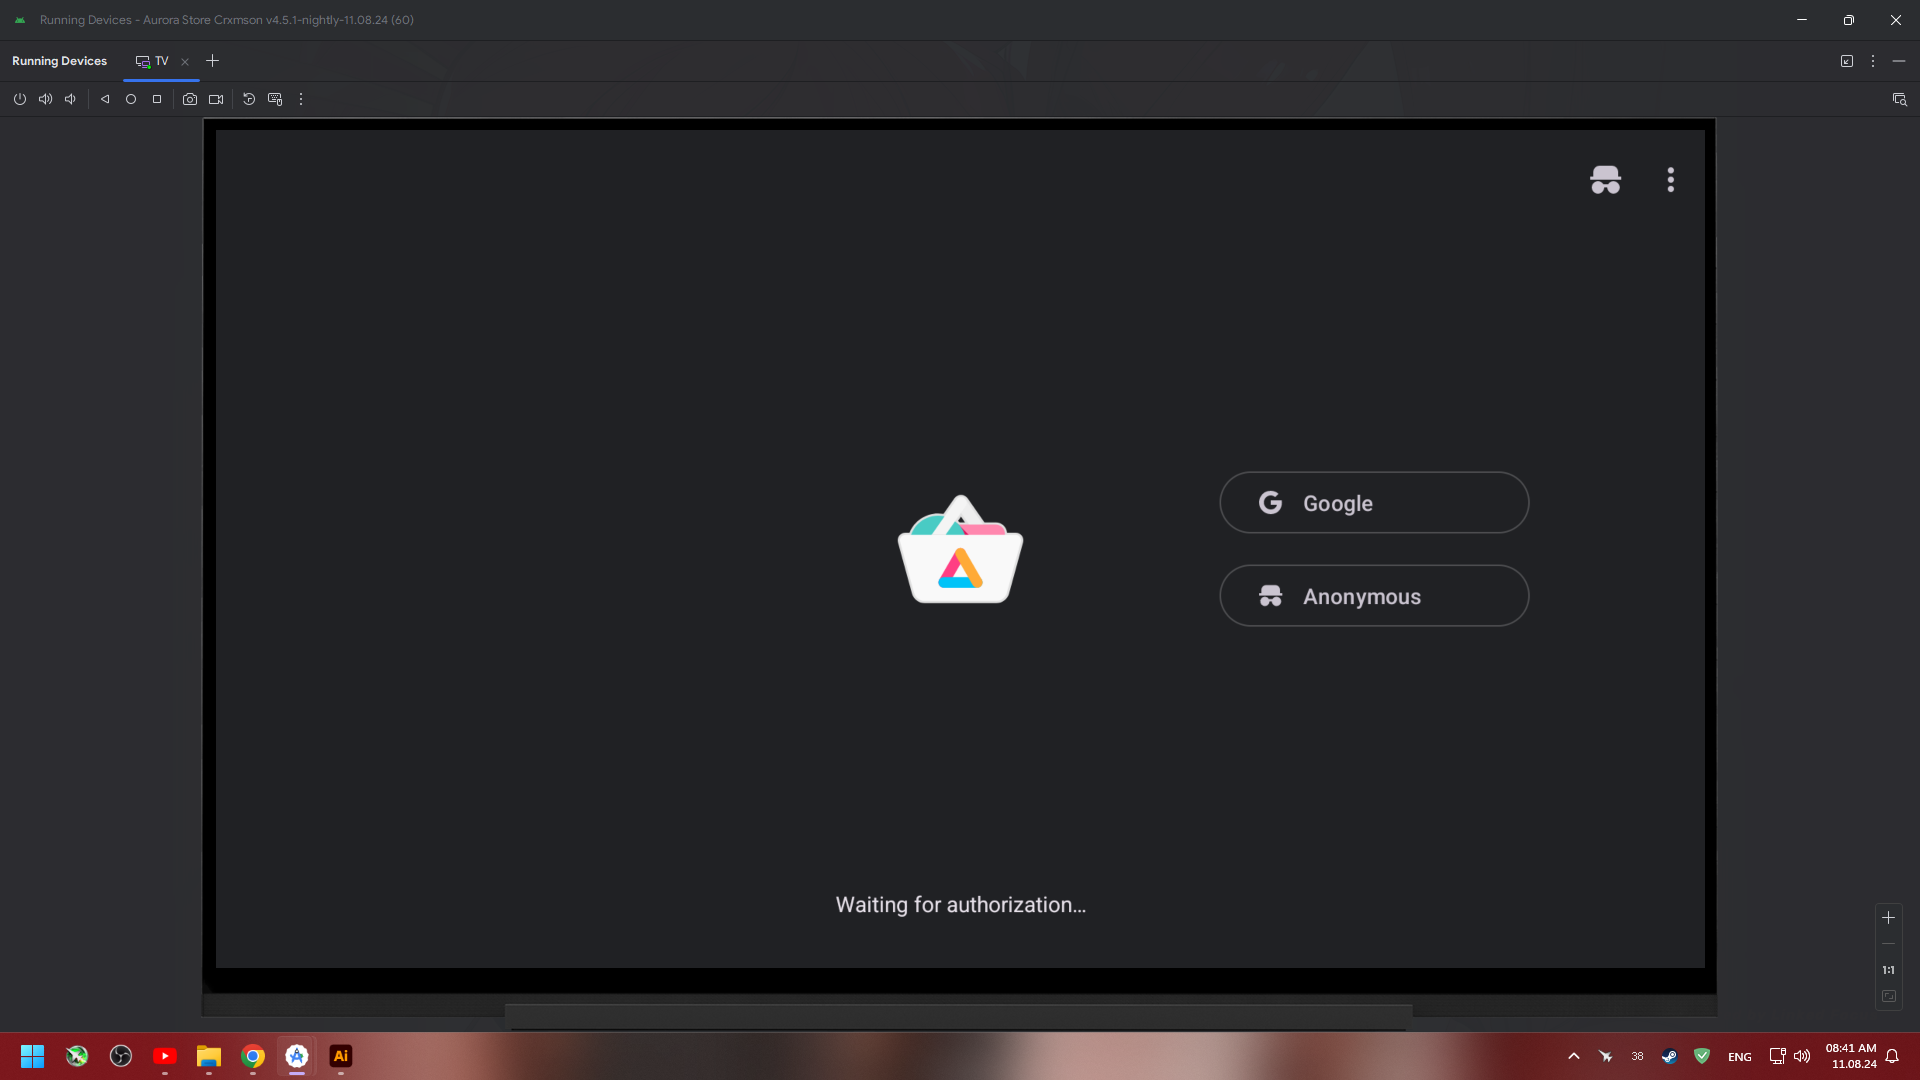 Running Devices - Aurora Store Crxmson v4.5.1-nightly-11.08.24 (60)
Running Devices
TV
Google
Anonymous
Waiting for authorization...
1:1
Ai
38
ENG
08:41 AM
11.08.24